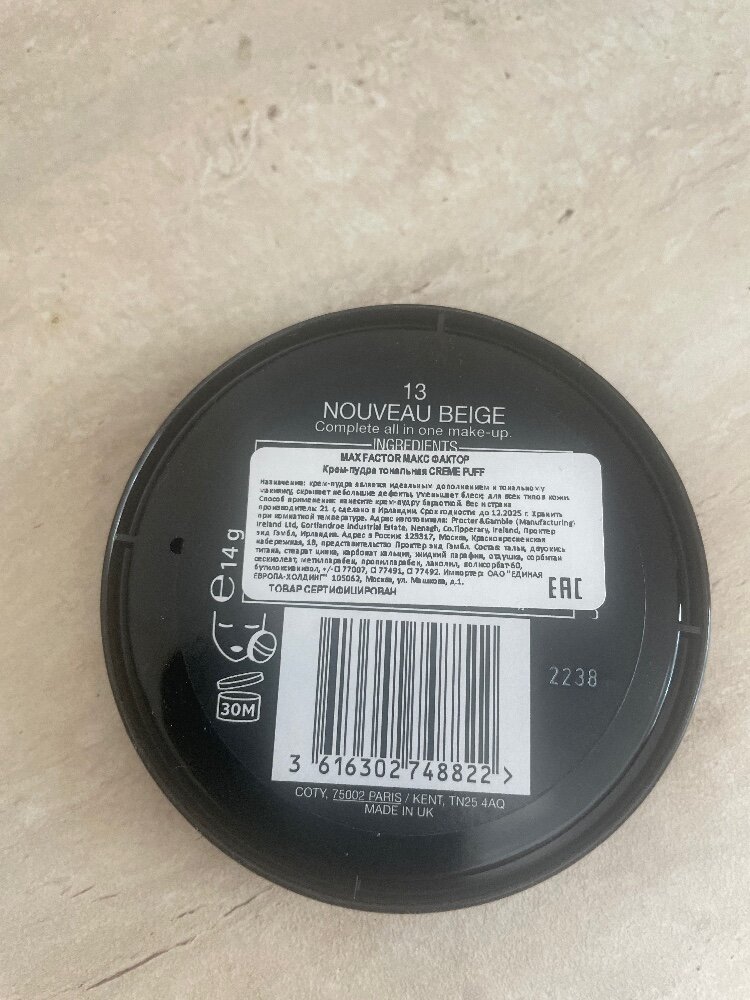 13
NOUVEAU BEIGE
Complete all in one make-up.
INGREDIENTS
MAX FACTOR МАКС ФАКТОР
Крем-пудра тональная CREME PUFF
Назначение: крем-пудра является идеальным дополнением к тональному
макияжу, скрывает небольшие дефекты, уменьшает блеск; для всех типов кожи.
Способ применения: нанесите крем-пудру бархоткой. Вес и страна
производитель: 21 г, сделано в Ирландии. Срок годности: до 12.2025 г. Хранить
при комнатной температуре. Адрес изготовителя: Procter &Gamble (Manufacturing)
Ireland Ltd, Gortlandroe Industrial Estate, Nenagh, Co.Tipperary, Ireland, Проктер
энд Гэмбл, Ирландия. Адрес в России: Москва, Краснопресненская
набережная, 18, представительство Проктер энд Гэмбл. Состав: тальк, двуокись
титана, стеарат цинка, карбонат кальция, жидкий парафин, отдушка, сорбитан
сесквиолеат, метилпарабен, пропилпарабен, ланолин, полисорбат-60,
+/-CI 77007, CI 77491, CI 77492. Импортер: ОАО "ЕДИНАЯ
ЕВРОПА-ХОЛДИНГ" 105062, Москва, ул. Машкова, д.1.
ТОВАР СЕРТИФИЦИРОВАН
EAC
e 14 g
30M
2238
3 616302 748822 >
COTY, 75002 PARIS / KENT, TN25 4AQ
MADE IN UK